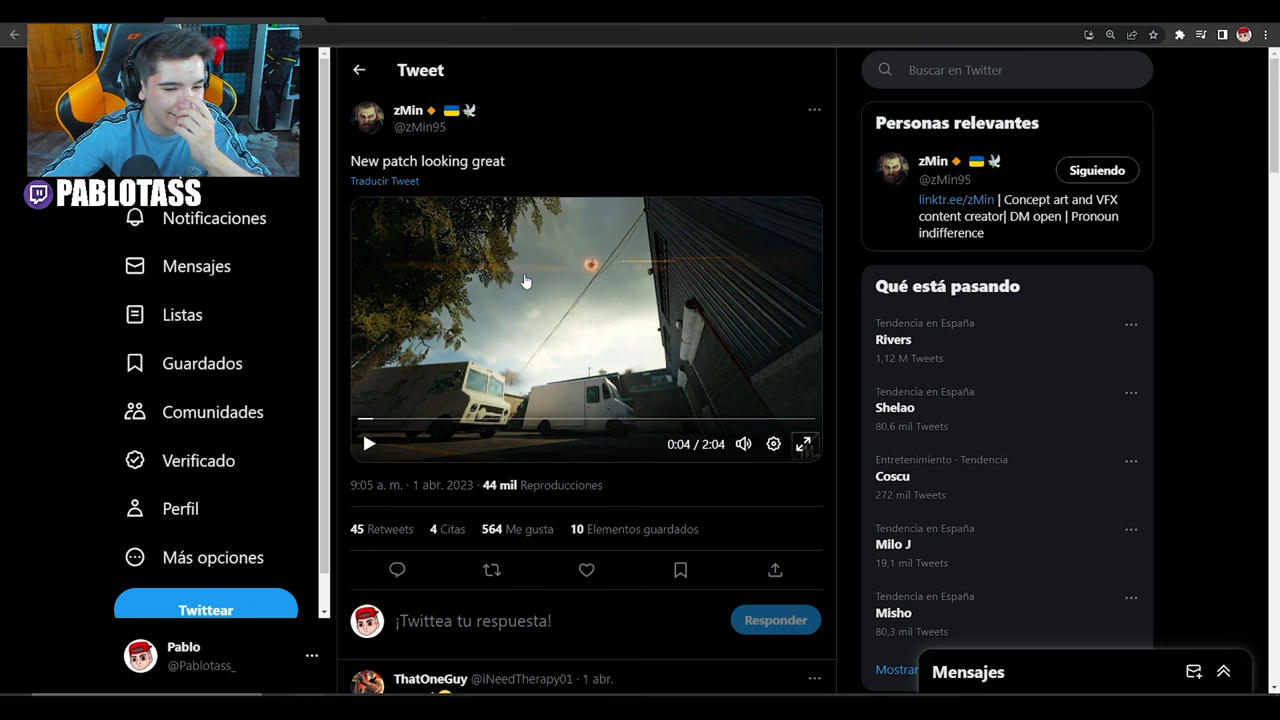 PABLOTASS
Notificaciones
Mensajes
Listas
Guardados
Comunidades
Verificado
Perfil
Más opciones
Twittear
Pablo
@Pablotass_
Tweet
zMin
@zMin95
New patch looking great
Traducir Tweet
0:04 / 2:04
9:05 a. m. · 1 abr. 2023 · 44 mil Reproducciones
45 Retweets 4 Citas 564 Me gusta 10 Elementos guardados
¡Twittea tu respuesta!
Responder
ThatOneGuy @iNeedTherapy01 · 1 abr.
Buscar en Twitter
Personas relevantes
zMin
@zMin95
Siguiendo
linktr.ee/zMin | Concept art and VFX
content creator| DM open | Pronoun
indifference
Qué está pasando
Tendencia en España
Rivers
1,12 M Tweets
Tendencia en España
Shelao
80,6 mil Tweets
Entretenimiento · Tendencia
Coscu
272 mil Tweets
Tendencia en España
Milo J
19,1 mil Tweets
Tendencia en España
Misho
80,3 mil Tweets
Mostrar
Mensajes